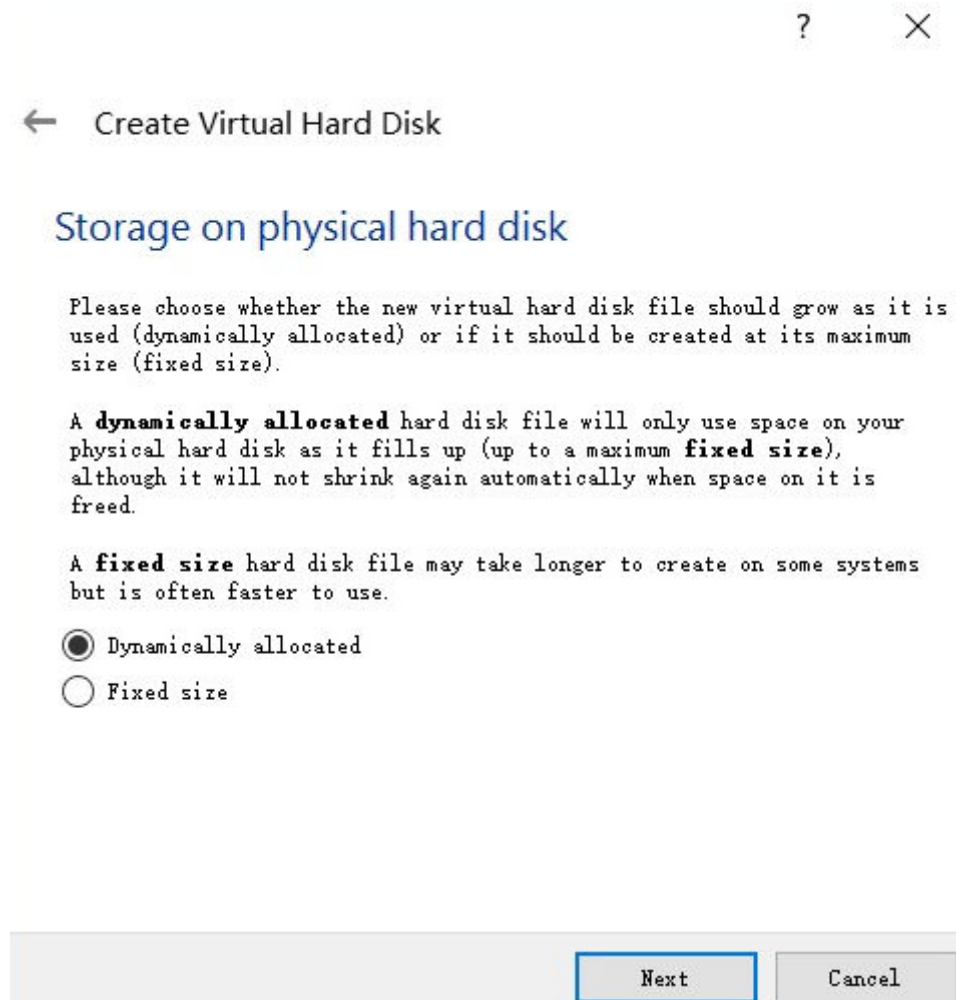 ?
Create Virtual Hard Disk
Storage on physical hard disk
Please choose whether the new virtual hard disk file should grow as it is
used (dynamically allocated) or if it should be created at its maximum
size (fixed size).
A dynamically allocated hard disk file will only use space on your
physical hard disk as it fills up (up to a maximum fixed size),
although it will not shrink again automatically when space on it is
freed.
A fixed size hard disk file may take longer to create on some systems
but is often faster to use.
Dynamically allocated
Fixed size
Next Cancel